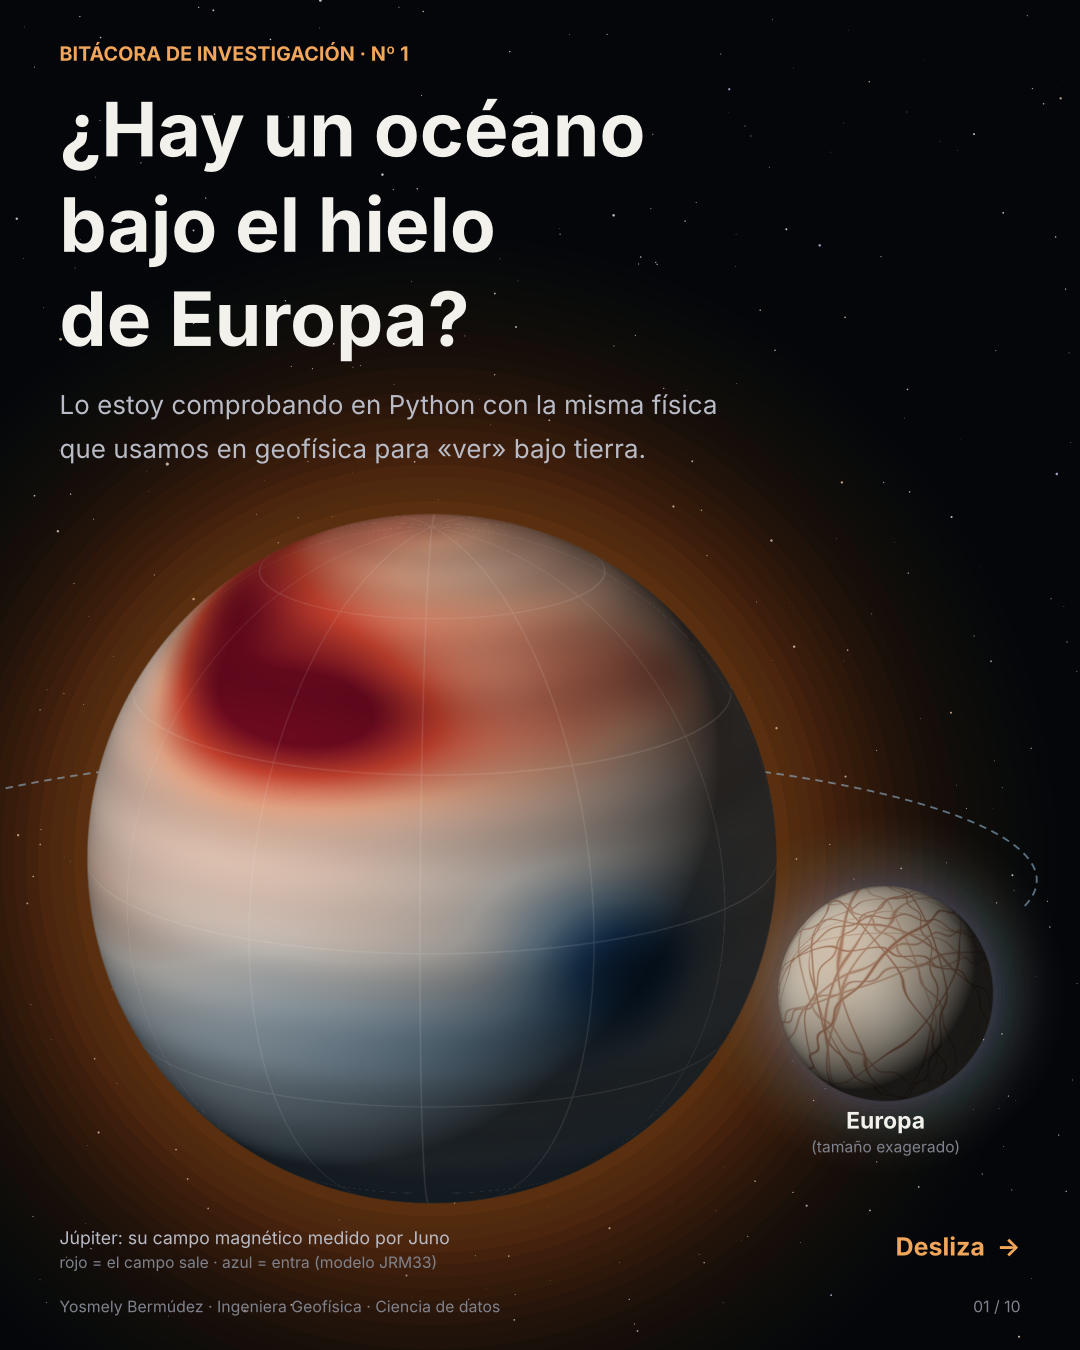 BITÁCORA DE INVESTIGACIÓN · Nº 1
¿Hay un océano
bajo el hielo
de Europa?
Lo estoy comprobando en Python con la misma física
que usamos en geofísica para «ver» bajo tierra.
Europa
(tamaño exagerado)
Júpiter: su campo magnético medido por Juno
rojo = el campo sale · azul = entra (modelo JRM33)
Desliza →
Yosmely Bermúdez · Ingeniera Geofísica · Ciencia de datos
01 / 10